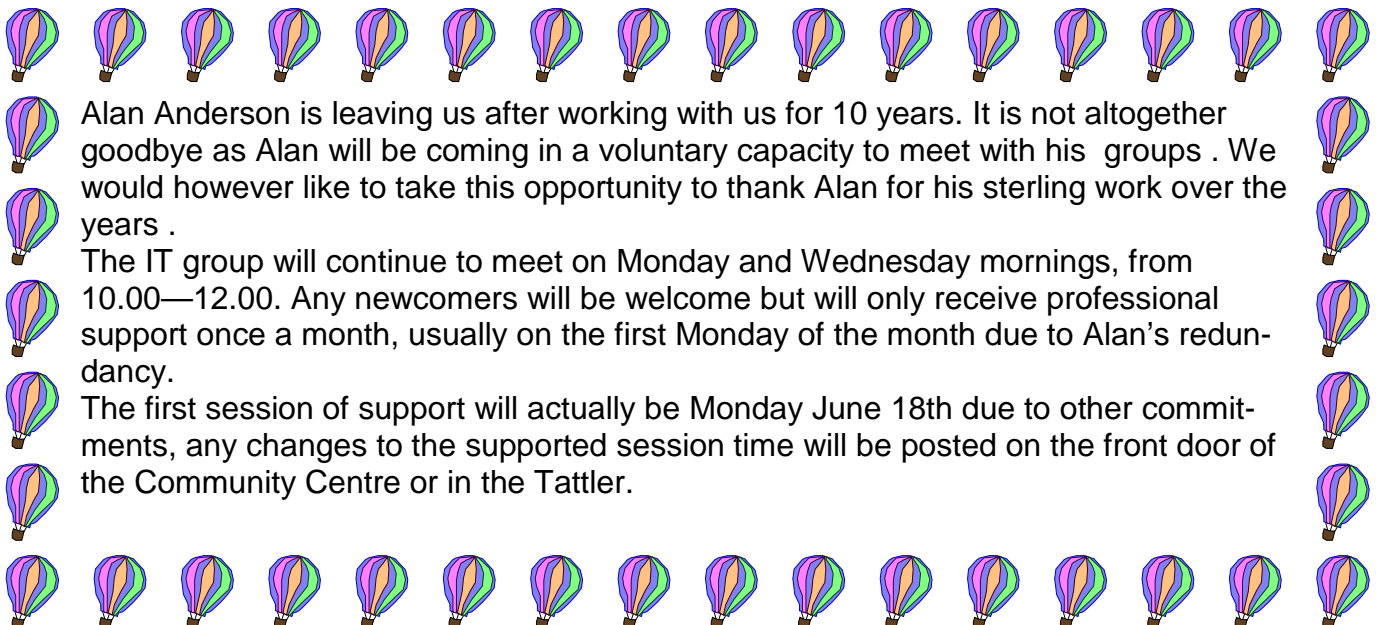 Alan Anderson is leaving us after working with us for 10 years. It is not altogether
goodbye as Alan will be coming in a voluntary capacity to meet with his  groups . We
would however like to take this opportunity to thank Alan for his sterling work over the
years .
The IT group will continue to meet on Monday and Wednesday mornings, from
10.00—12.00. Any newcomers will be welcome but will only receive professional
support once a month, usually on the first Monday of the month due to Alan’s redun-
dancy.
The first session of support will actually be Monday June 18th due to other commit-
ments, any changes to the supported session time will be posted on the front door of
the Community Centre or in the Tattler.